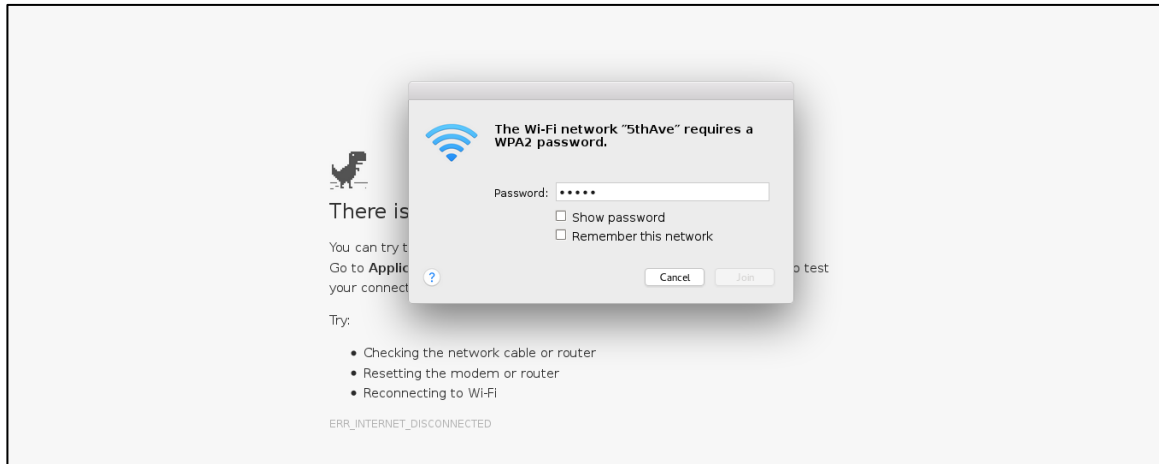 The Wi-Fi network "5thAve" requires a
WPA2 password.
Password: •••••
Show password
Remember this network
?
Cancel
Join
There is
You can try t
Go to Applic
o test
your connect
Try:
• Checking the network cable or router
• Resetting the modem or router
• Reconnecting to Wi-Fi
ERR_INTERNET_DISCONNECTED